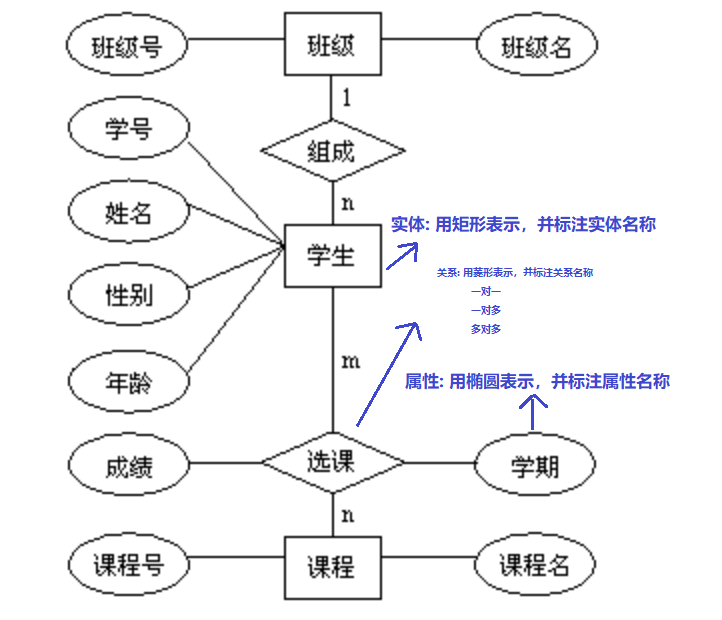 班级号
班级
班级名
1
学号
组成
姓名
n
实体: 用矩形表示，并标注实体名称
学生
关系: 用菱形表示，并标注关系名称
一对一
一对多
多对多
性别
m
年龄
属性: 用椭圆表示，并标注属性名称
成绩
选课
学期
n
课程号
课程
课程名